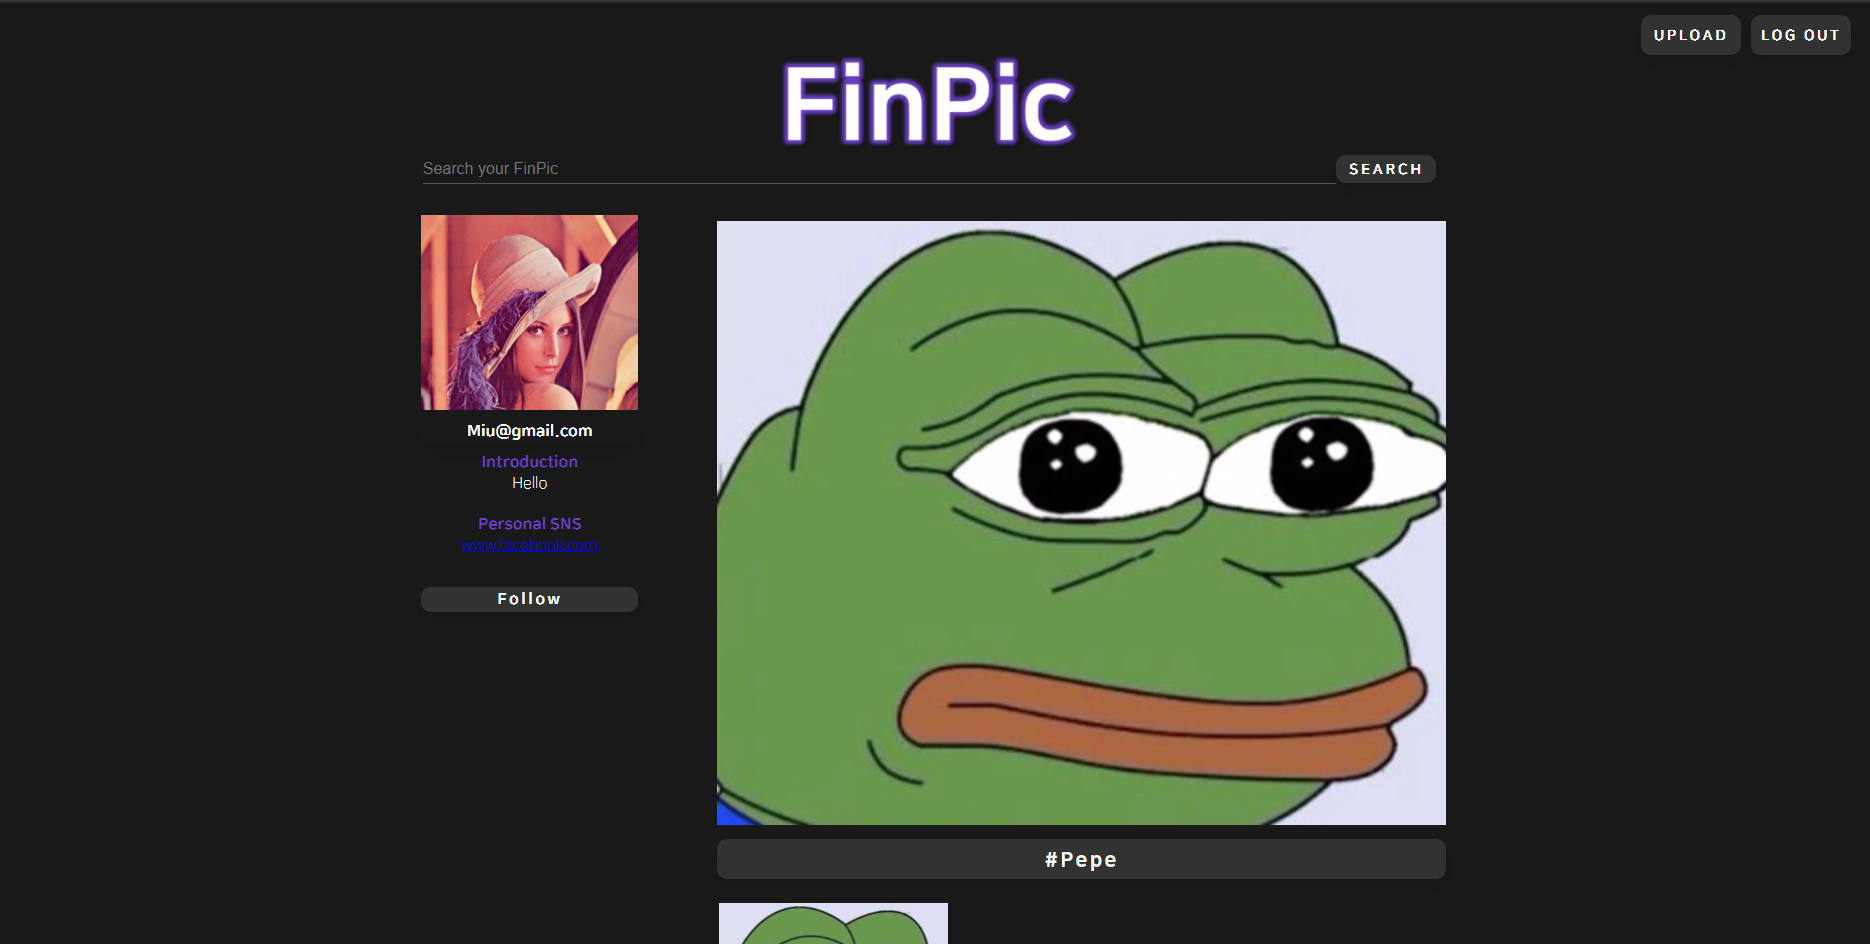 UPLOAD
LOG OUT
FinPic
Search your FinPic
SEARCH
Miu@gmail.com
Introduction
Hello
Personal SNS
www.facebook.com
Follow
#Pepe